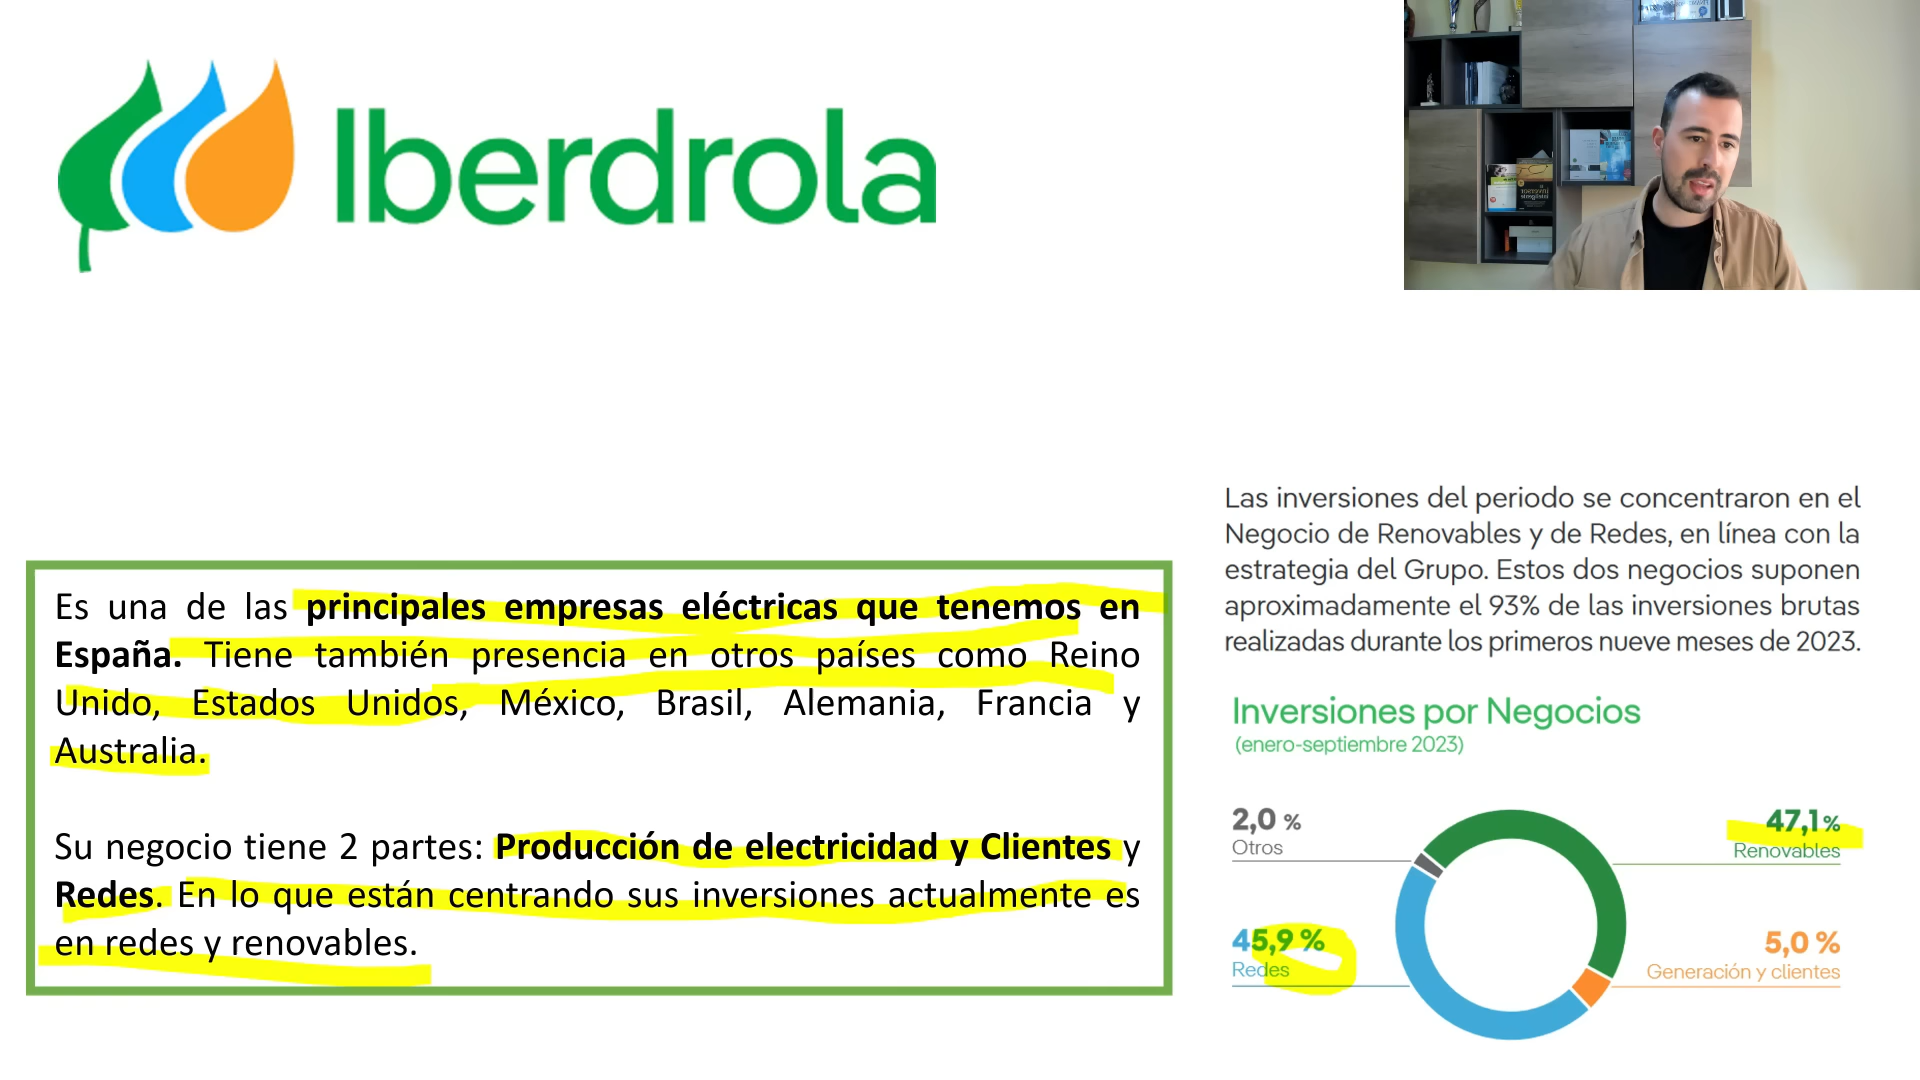 Iberdrola
Es una de las principales empresas eléctricas que tenemos en
España. Tiene también presencia en otros países como Reino
Unido, Estados Unidos, México, Brasil, Alemania, Francia y
Australia.
Su negocio tiene 2 partes: Producción de electricidad y Clientes y
Redes. En lo que están centrando sus inversiones actualmente es
en redes y renovables.
Las inversiones del periodo se concentraron en el
Negocio de Renovables y de Redes, en línea con la
estrategia del Grupo. Estos dos negocios suponen
aproximadamente el 93% de las inversiones brutas
realizadas durante los primeros nueve meses de 2023.
Inversiones por Negocios
(enero-septiembre 2023)
2,0 %
Otros
47,1%
Renovables
45,9 %
Redes
5,0 %
Generación y clientes